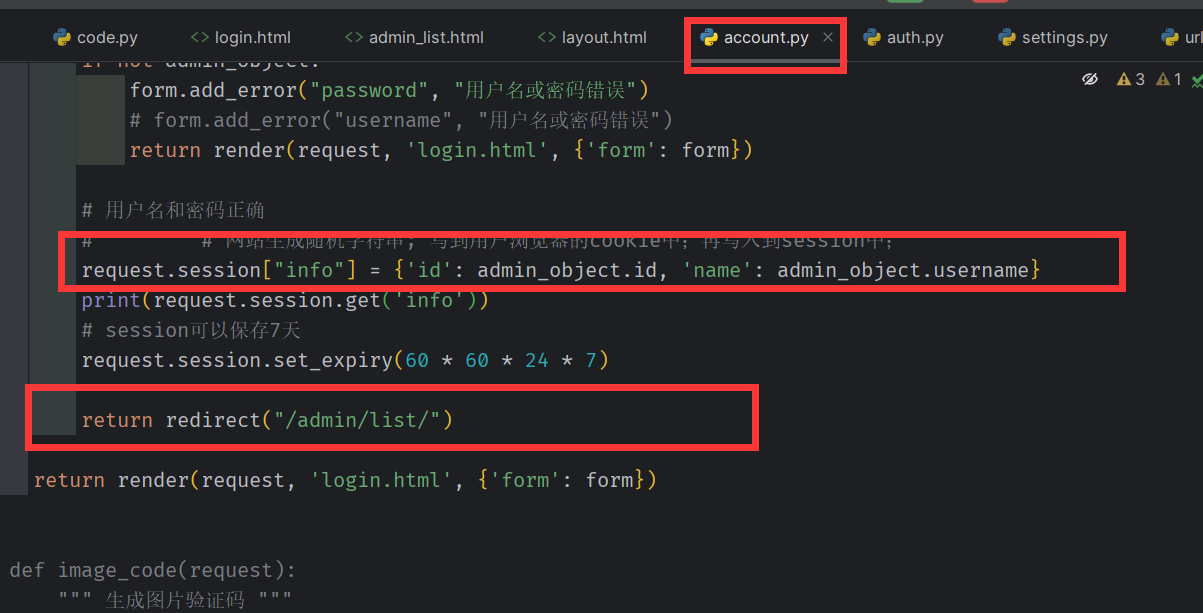 code.py <> login.html <> admin_list.html <> layout.html account.py × auth.py settings.py url
if not admin_object:
form.add_error("password", "用户名或密码错误") 3 1
# form.add_error("username", "用户名或密码错误")
return render(request, 'login.html', {'form': form})
# 用户名和密码正确
# # 网站生成随机字符串; 写到用户浏览器的cookie中; 再写入到session中;
request.session["info"] = {'id': admin_object.id, 'name': admin_object.username}
print(request.session.get('info'))
# session可以保存7天
request.session.set_expiry(60 * 60 * 24 * 7)
return redirect("/admin/list/")
return render(request, 'login.html', {'form': form})
def image_code(request):
""" 生成图片验证码 """